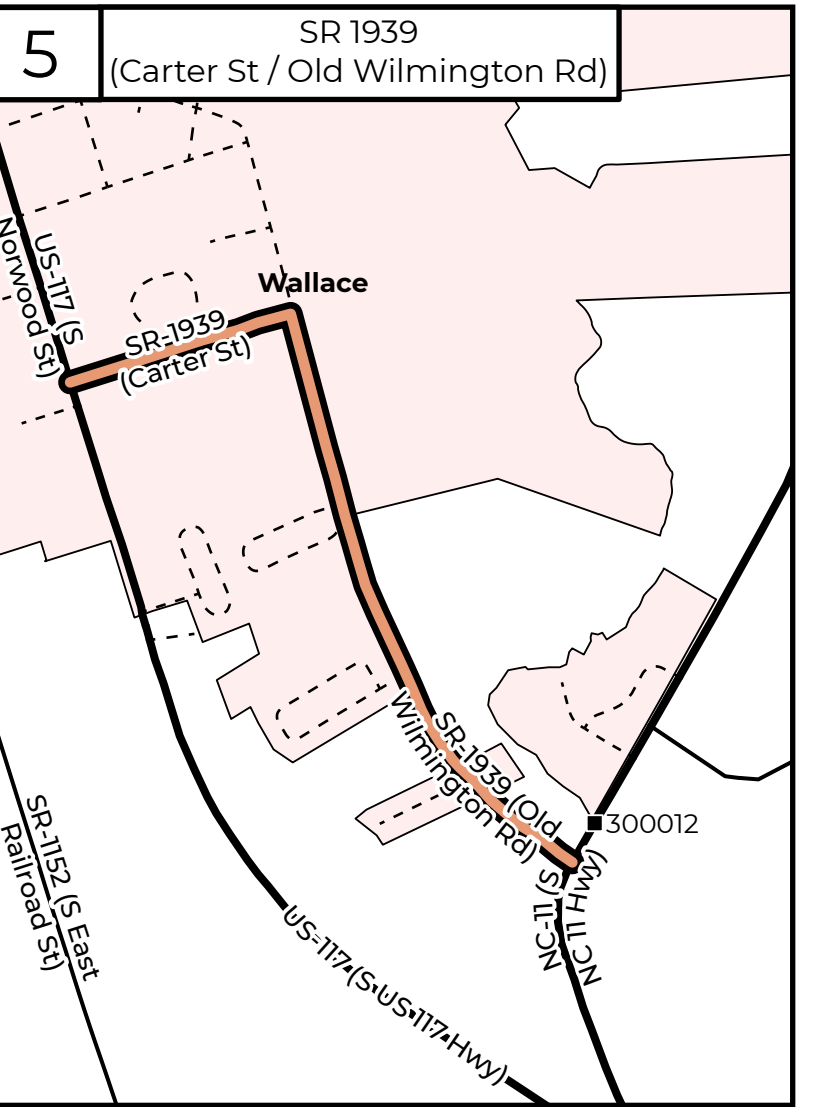 5
SR 1939
(Carter St / Old Wilmington Rd)
US-117 (S
Norwood St)
Wallace
SR-1939
(Carter St)
SR-1939 (Old
Wilmington Rd)
300012
NC-11 (S
NC 11 Hwy)
SR-1152 (S East
Railroad St)
US-117 (S US 117 Hwy)